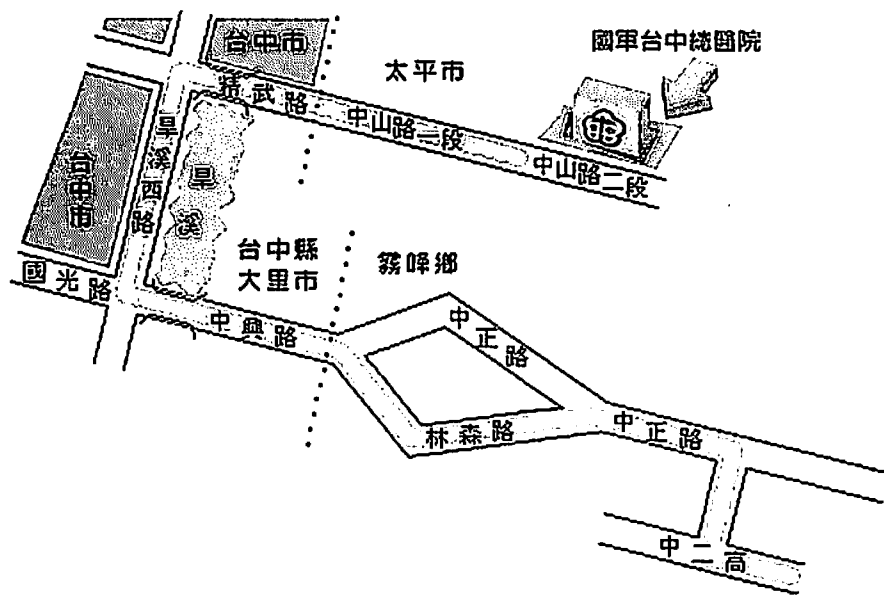 台中市
國軍台中總醫院
太平市
精武路
中山路一段
中山路二段
台中市
旱溪西路
旱溪
台中縣
大里市
霧峰鄉
國光路
中興路
中正路
林森路
中正路
中二高